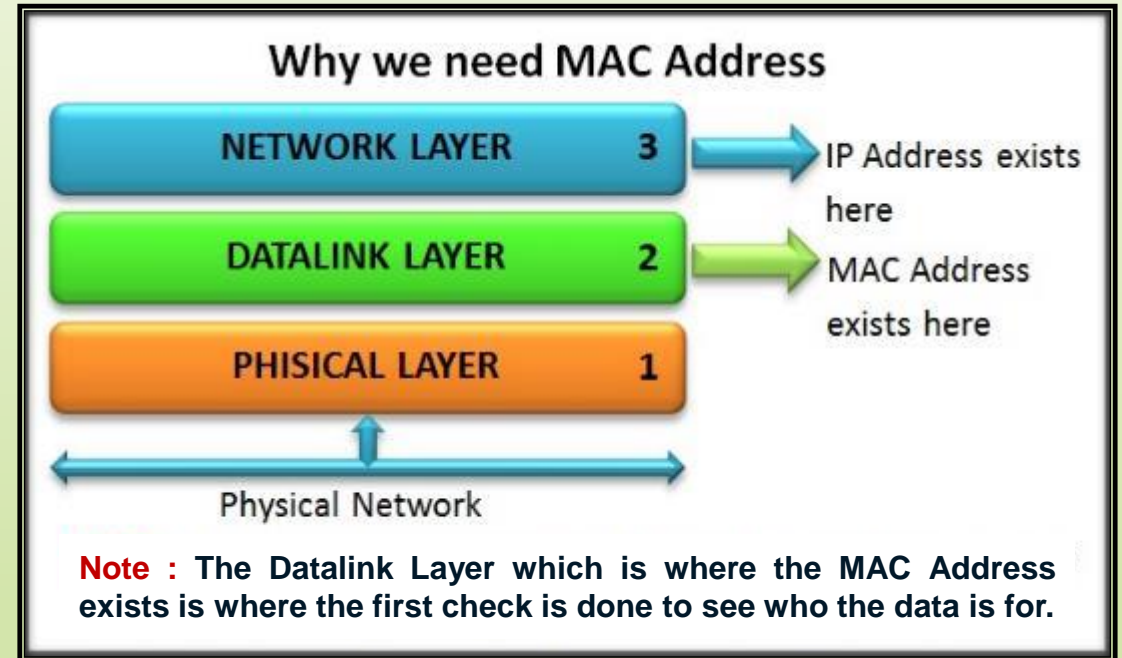 Why we need MAC Address
NETWORK LAYER 3
IP Address exists
here
DATALINK LAYER 2
MAC Address
exists here
PHISICAL LAYER 1
Physical Network
Note : The Datalink Layer which is where the MAC Address
exists is where the first check is done to see who the data is for.